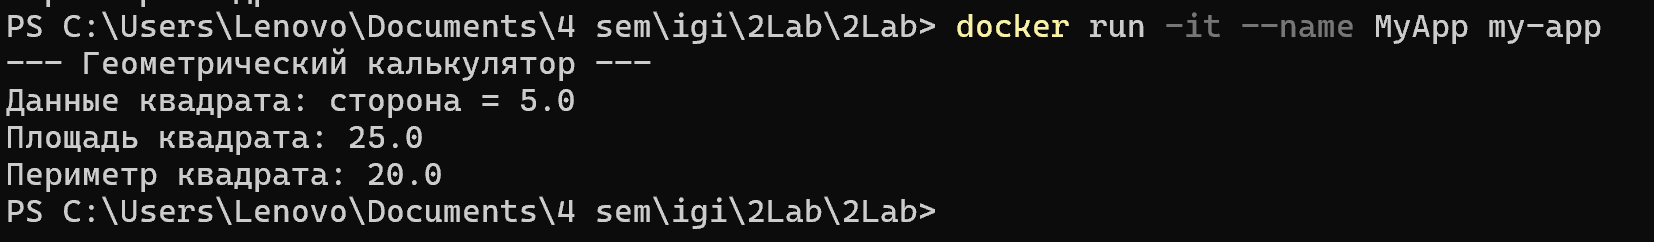 PS C:\Users\Lenovo\Documents\4 sem\igi\2Lab\2Lab> docker run -it --name MyApp my-app
--- Геометрический калькулятор ---
Данные квадрата: сторона = 5.0
Площадь квадрата: 25.0
Периметр квадрата: 20.0
PS C:\Users\Lenovo\Documents\4 sem\igi\2Lab\2Lab>